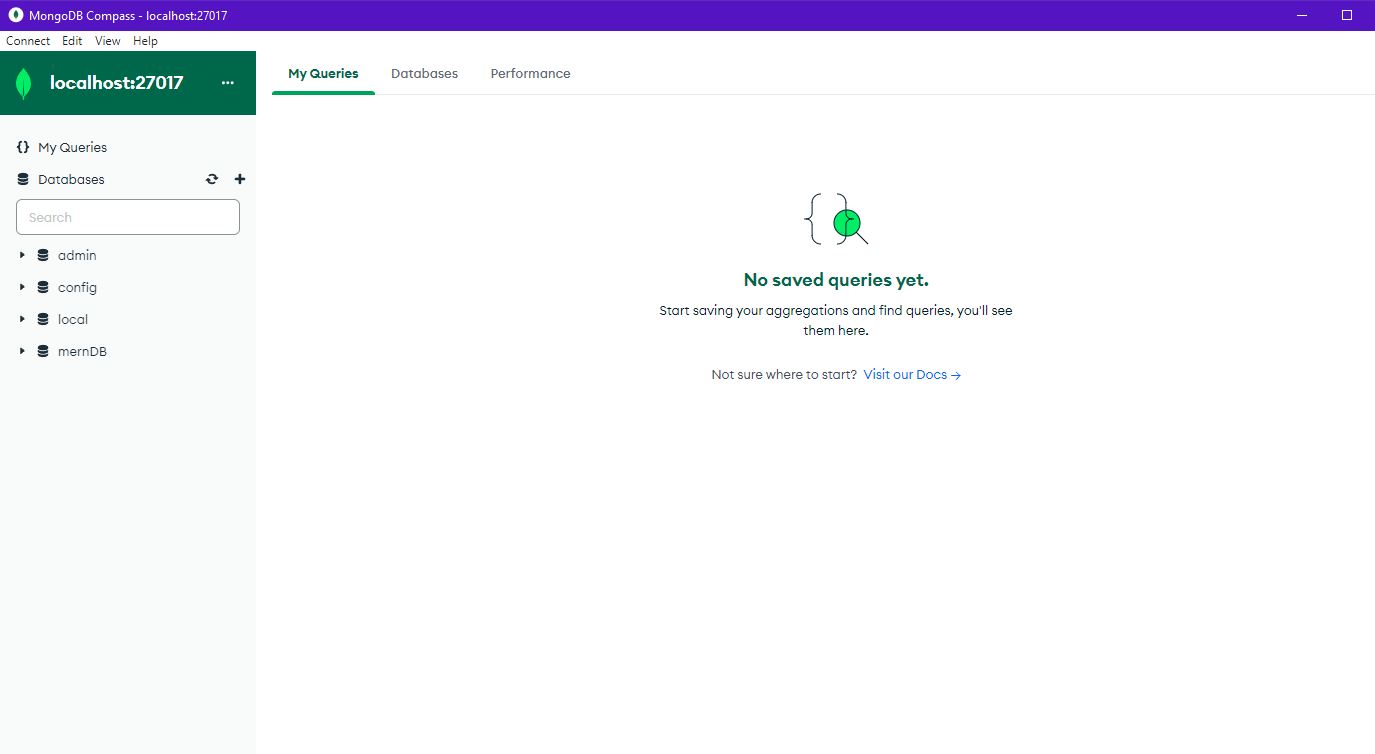 MongoDB Compass - localhost:27017
Connect Edit View Help
localhost:27017
My Queries
Databases
Search
admin
config
local
mernDB
My Queries Databases Performance
No saved queries yet.
Start saving your aggregations and find queries, you'll see
them here.
Not sure where to start? Visit our Docs →